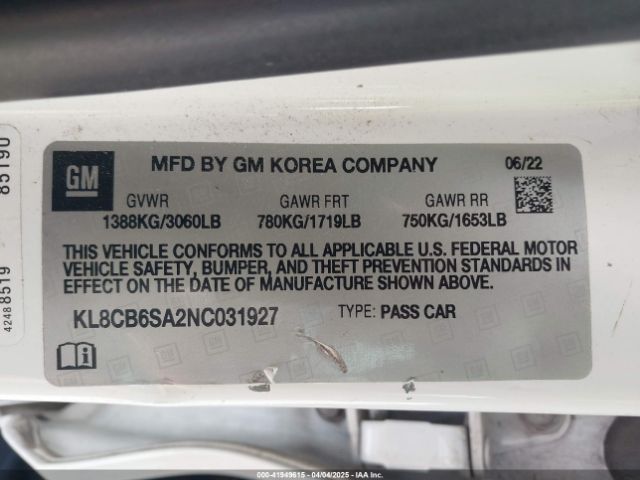 GM
MFD BY GM KOREA COMPANY
06/22
GVWR
GAWR FRT
GAWR RR
1388KG/3060LB
780KG/1719LB
750KG/1653LB
THIS VEHICLE CONFORMS TO ALL APPLICABLE U.S. FEDERAL MOTOR
VEHICLE SAFETY, BUMPER, AND THEFT PREVENTION STANDARDS IN
EFFECT ON THE DATE OF MANUFACTURE SHOWN ABOVE.
KL8CB6SA2NC031927
TYPE: PASS CAR
42488519
85190
000-41949615 - 04/04/2025 - IAAI, Inc.